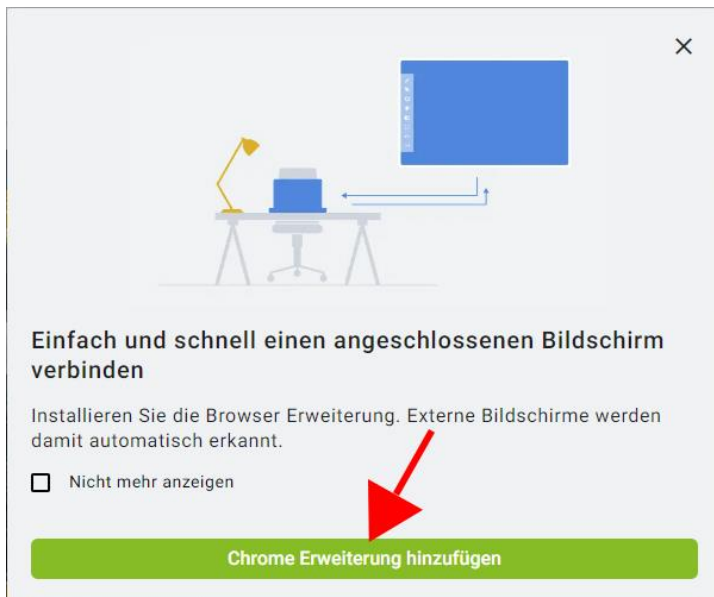 Einfach und schnell einen angeschlossenen Bildschirm
verbinden
Installieren Sie die Browser Erweiterung. Externe Bildschirme werden
damit automatisch erkannt.
Nicht mehr anzeigen
Chrome Erweiterung hinzufügen